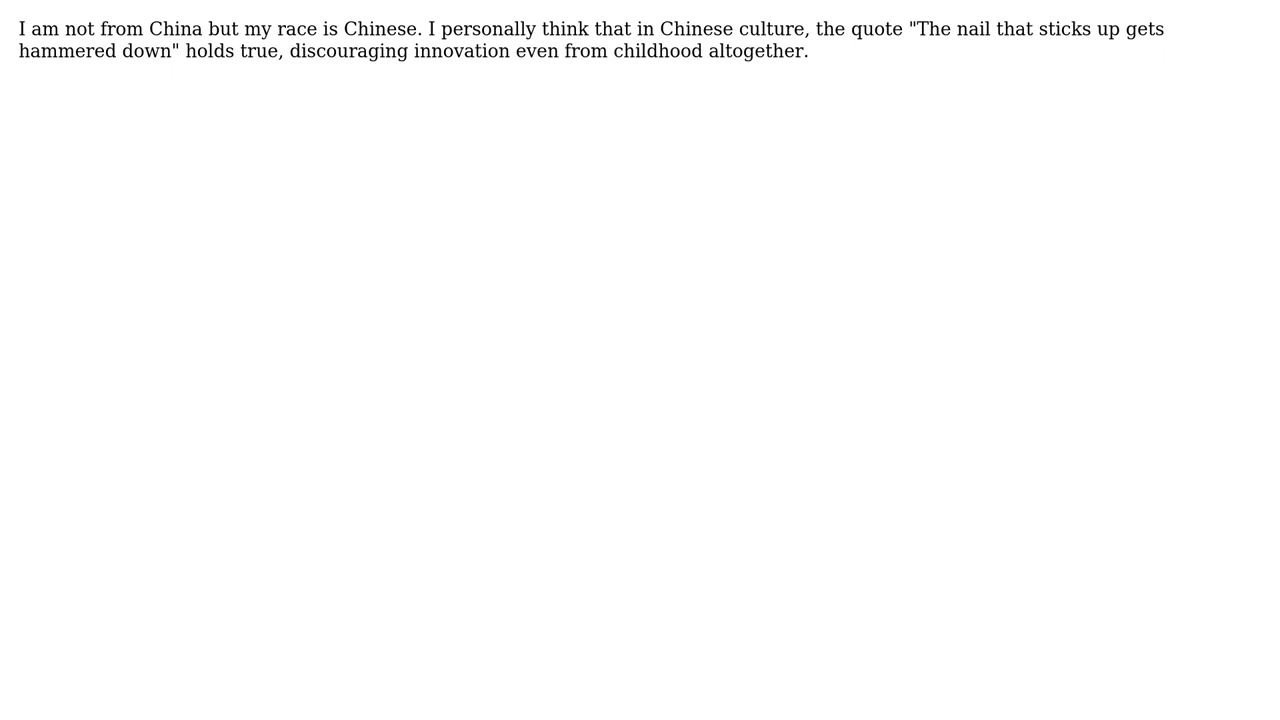 I am not from China but my race is Chinese. I personally think that in Chinese culture, the quote "The nail that sticks up gets
hammered down" holds true, discouraging innovation even from childhood altogether.